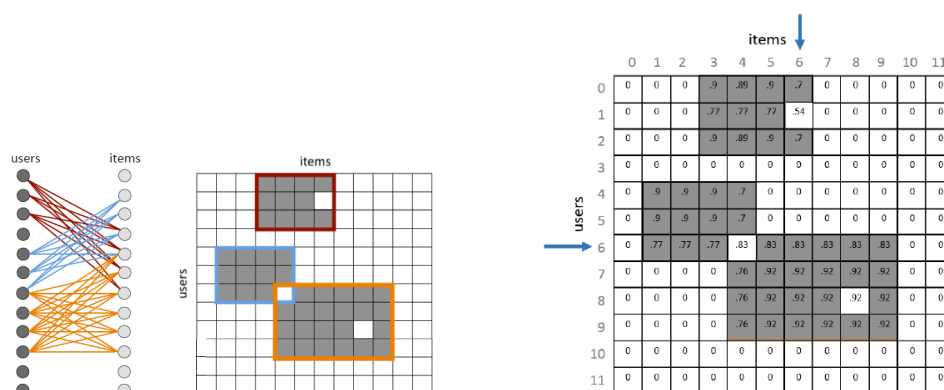 users items
items
users
items
0 1 2 3 4 5 6 7 8 9 10 11
users
0 0 0 0 .9 .89 .9 .7 0 0 0 0 0
1 0 0 0 .77 .77 .77 .54 0 0 0 0 0
2 0 0 0 .9 .89 .9 .7 0 0 0 0 0
3 0 0 0 0 0 0 0 0 0 0 0 0
4 0 .9 .9 .9 .7 0 0 0 0 0 0 0
5 0 .9 .9 .9 .7 0 0 0 0 0 0 0
6 0 .77 .77 .77 .83 .83 .83 .83 .83 .83 0 0
7 0 0 0 0 .76 .92 .92 .92 .92 .92 0 0
8 0 0 0 0 .76 .92 .92 .92 .92 .92 0 0
9 0 0 0 0 .76 .92 .92 .92 .92 .92 0 0
10 0 0 0 0 0 0 0 0 0 0 0 0
11 0 0 0 0 0 0 0 0 0 0 0 0